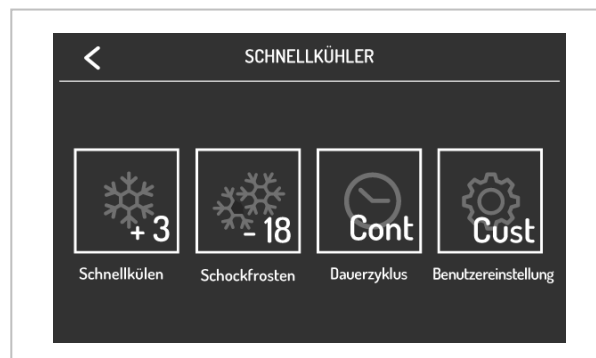 SCHNELLKÜHLER
+ 3
- 18
Cont
Cust
Schnellkülen
Schockfrosten
Dauerzyklus
Benutzereinstellung